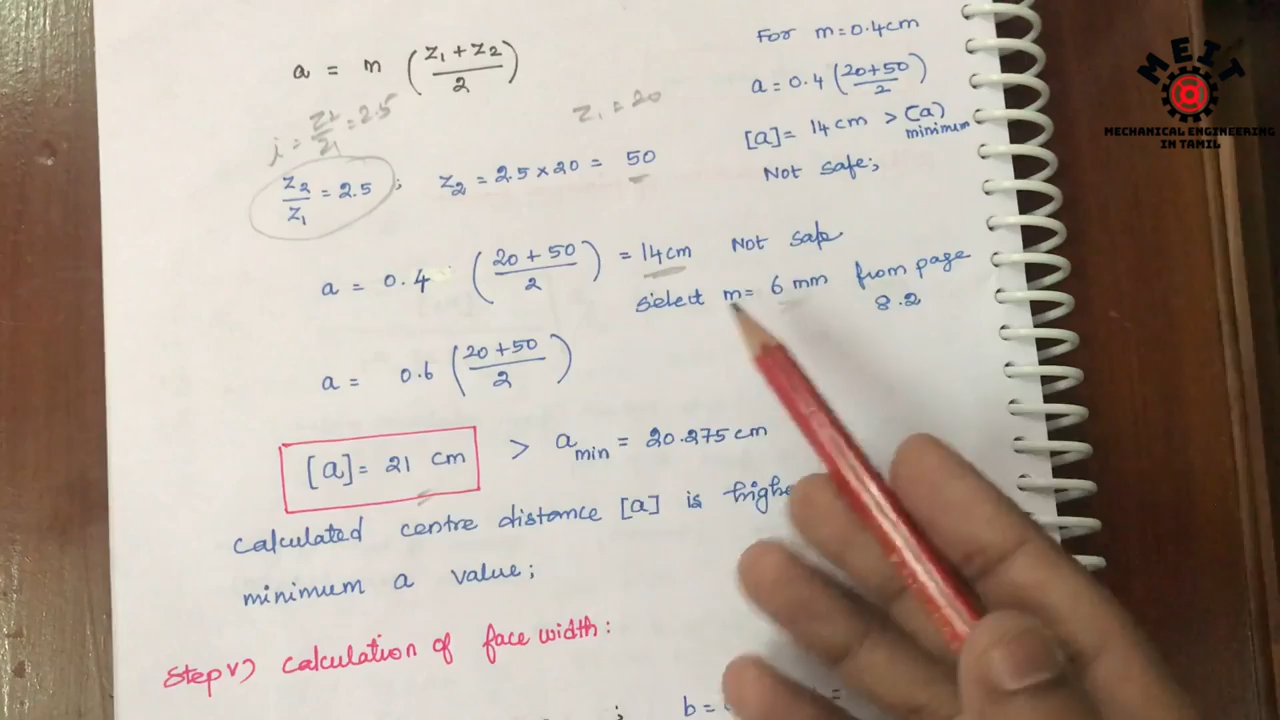 a = m ( Z₁ + Z₂ / 2 )
i = Z₂ / Z₁ = 2.5
Z₁ = 20
Z₂ / Z₁ = 2.5 ; Z₂ = 2.5 × 20 = 50
For m = 0.4cm
a = 0.4 ( 20+50 / 2 )
[a] = 14 cm > (a) minimum
Not safe;
a = 0.4 ( 20 + 50 / 2 ) = 14 cm Not safe
select m = 6 mm from page 8.2
a = 0.6 ( 20 +50 / 2 )
[a] = 21 cm > a min = 20.275 cm
calculated centre distance [a] is
minimum a value;
Step V) calculation of face width:
; b =
MEIT
MECHANICAL ENGINEERING
IN TAMIL